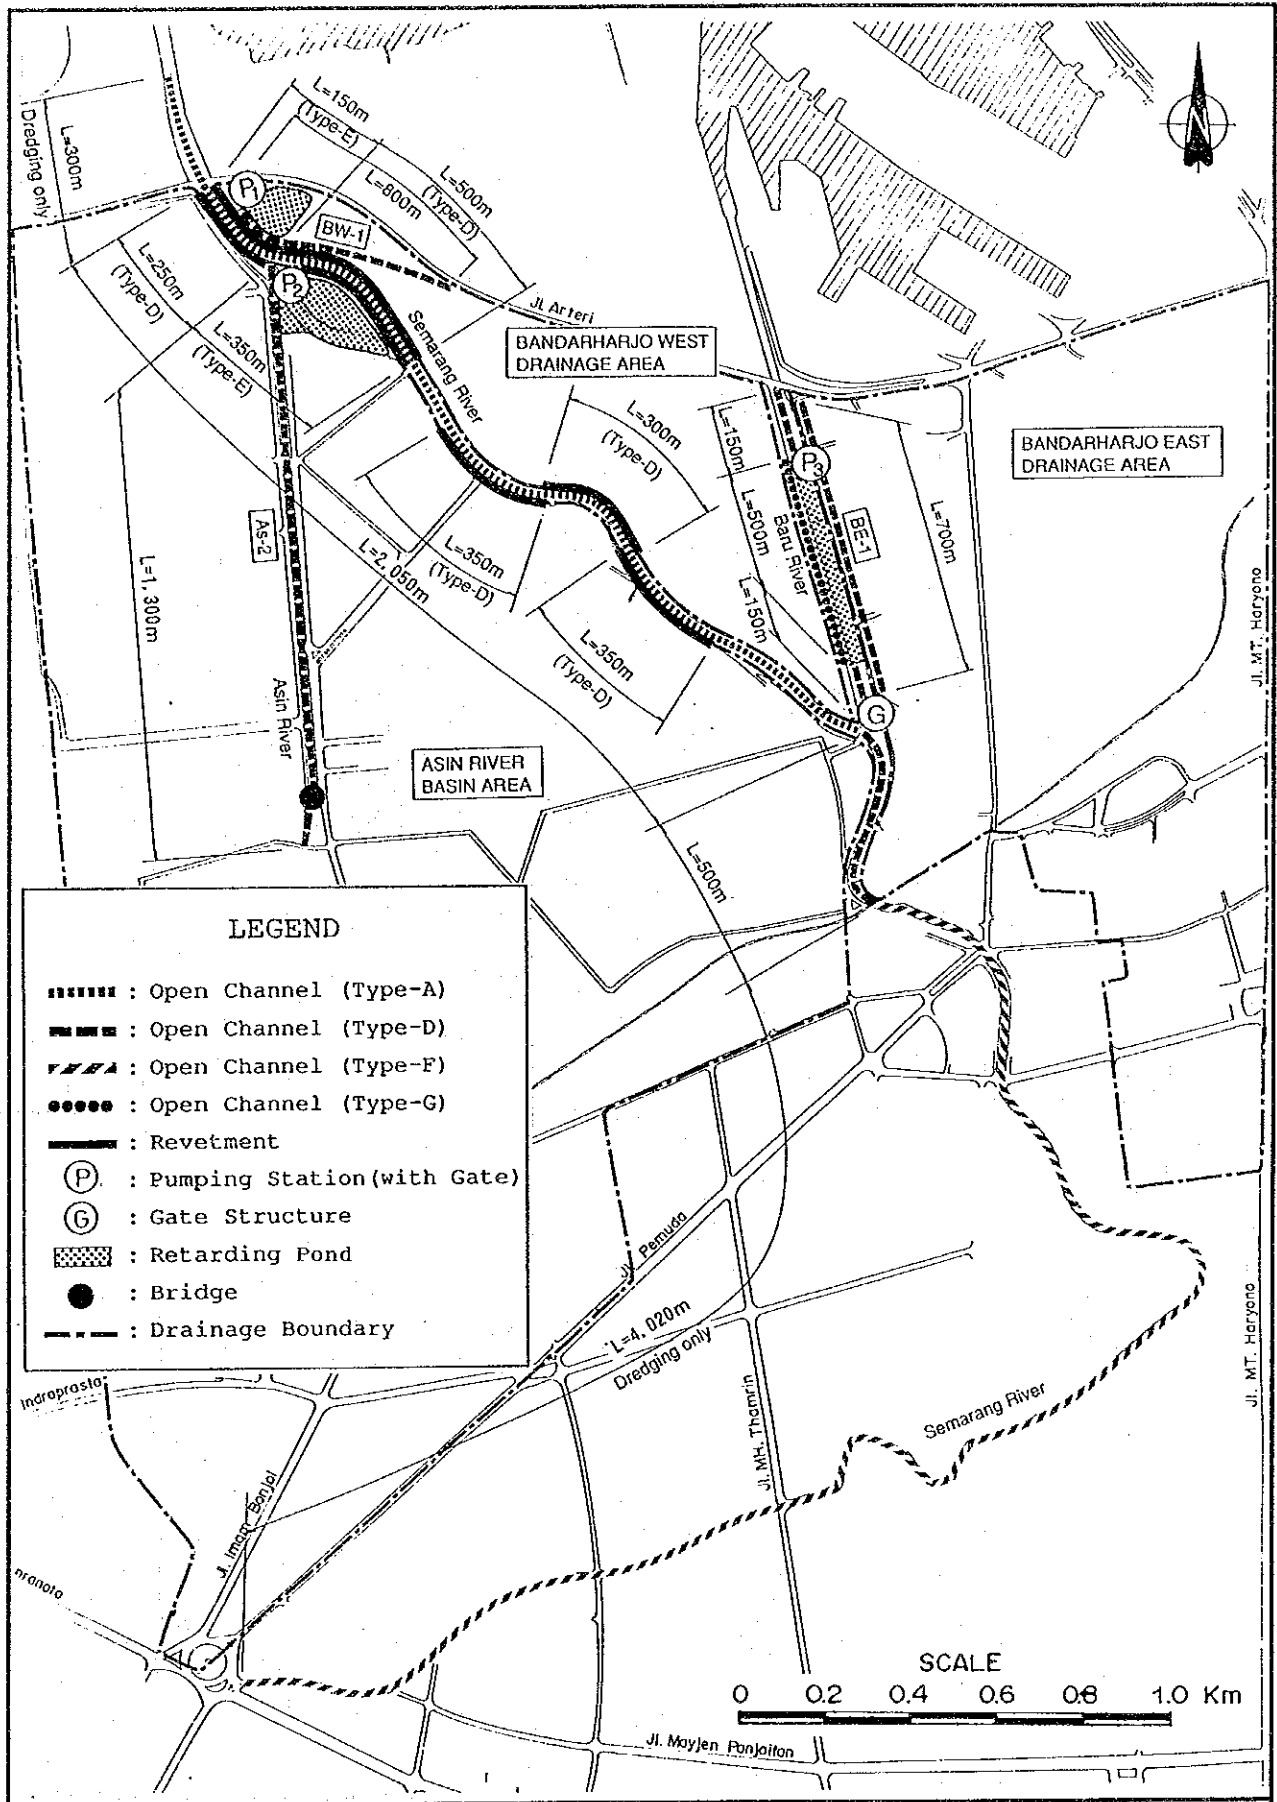 L=150m
(Type-E)
L=500m
(Type-D)
L=800m
Dredging only
L=300m
N
P1
BW-1
P2
L=250m
(Type-D)
L=350m
(Type-E)
Jl. Arteri
Semarang River
BANDARHARJO WEST
DRAINAGE AREA
L=300m
(Type-D)
L=150m
P3
BANDARHARJO EAST
DRAINAGE AREA
L=500m
Baru River
BE-1
L=700m
As-2
L=350m
(Type-D)
L=2,050m
L=1,300m
L=150m
L=350m
(Type-D)
Jl. MT. Haryono
Asin River
G
ASIN RIVER
BASIN AREA
L=500m
LEGEND
: Open Channel (Type-A)
: Open Channel (Type-D)
: Open Channel (Type-F)
: Open Channel (Type-G)
: Revetment
P : Pumping Station (with Gate)
G : Gate Structure
: Retarding Pond
: Bridge
: Drainage Boundary
Jl. Pemuda
L=4,020m
Dredging only
Jl. MH. Thamrin
Semarang River
Jl. MT. Haryono
Indraprasta
Jl. Imam Bonjol
nranata
SCALE
0 0.2 0.4 0.6 0.8 1.0 Km
Jl. Mayjen Panjaitan